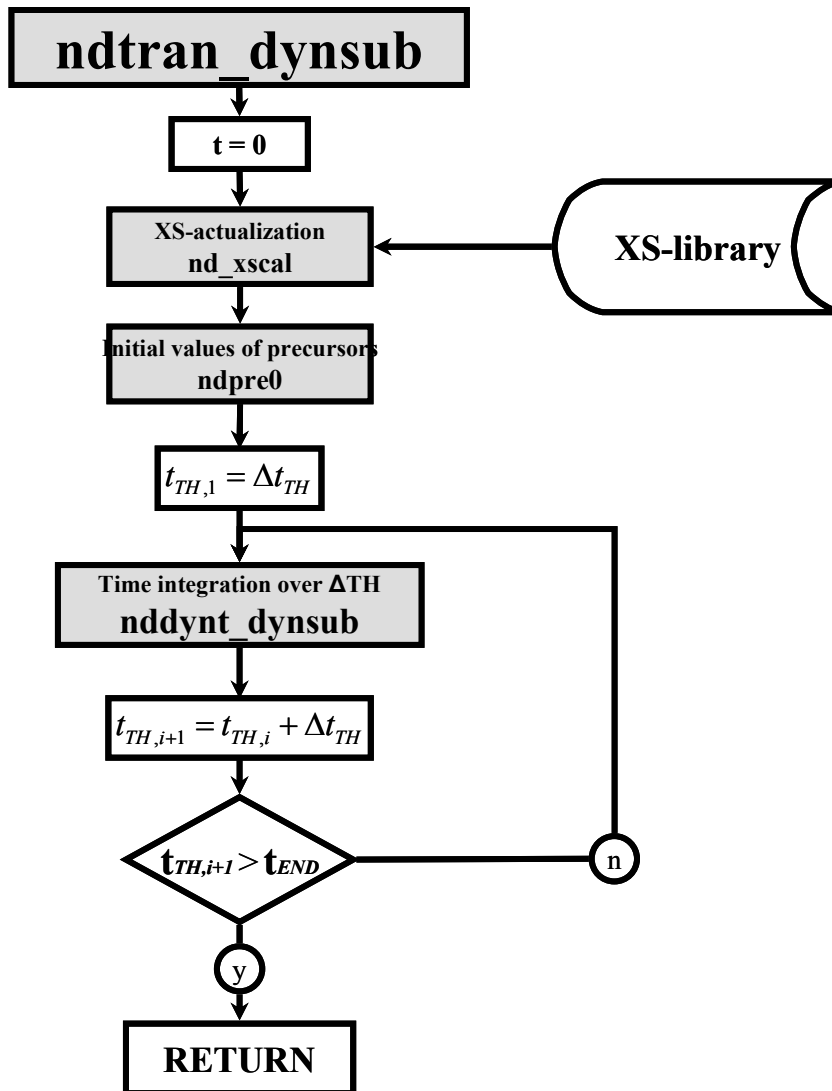 ndtran_dynsub
t = 0
XS-actualization
nd_xscal
XS-library
Initial values of precursors
ndpre0
t_{TH,1} = Δt_{TH}
Time integration over ΔTH
nddynt_dynsub
t_{TH,i+1} = t_{TH,i} + Δt_{TH}
t_{TH,i+1} > t_{END}
n
y
RETURN